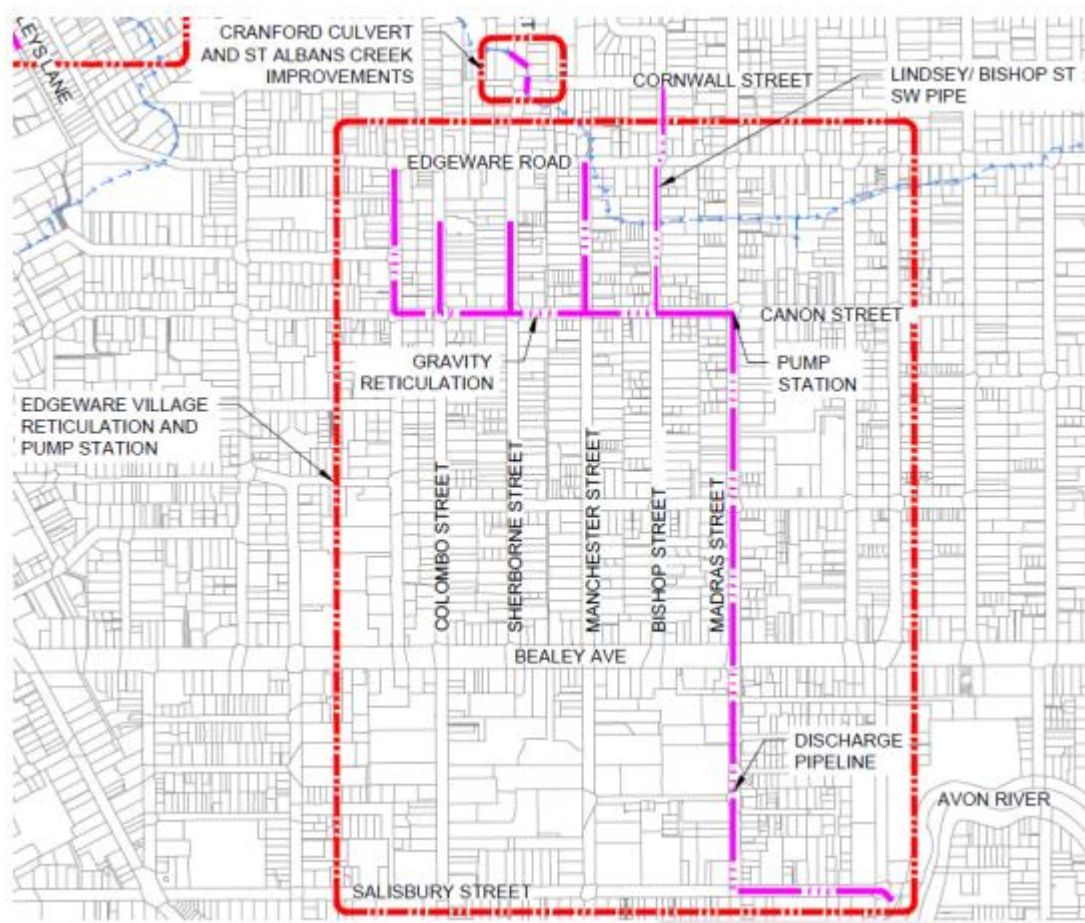 CRANFORD CULVERT
AND ST ALBANS CREEK
IMPROVEMENTS
CORNWALL STREET
LINDSEY/ BISHOP ST
SW PIPE
EDGEWARE ROAD
CANON STREET
GRAVITY
RETICULATION
PUMP
STATION
EDGEWARE VILLAGE
RETICULATION AND
PUMP STATION
COLOMBO STREET
SHERBORNE STREET
MANCHESTER STREET
BISHOP STREET
MADRAS STREET
BEALEY AVE
DISCHARGE
PIPELINE
AVON RIVER
SALISBURY STREET